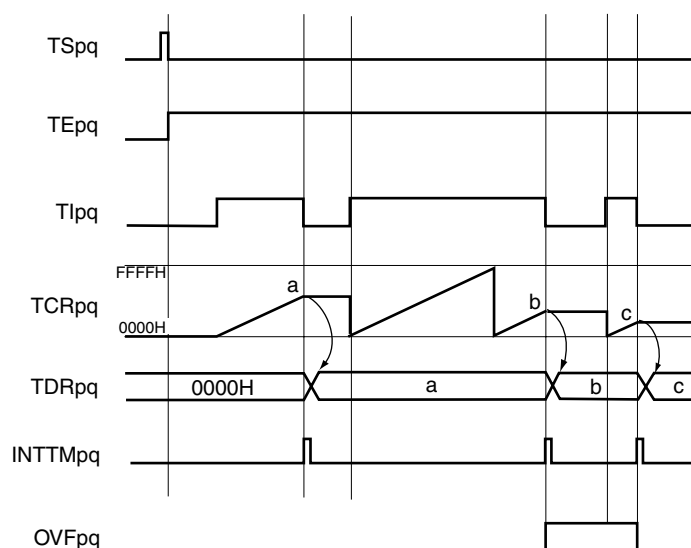 TSpq
TEpq
TIpq
FFFFH
TCRpq
0000H
a
b
c
TDRpq
0000H
a
b
c
INTTMpq
OVFpq